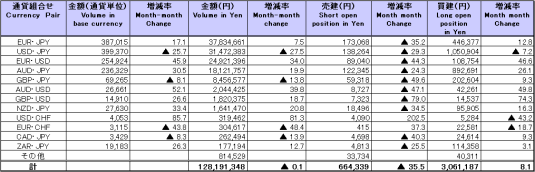 通貨組合せ 金額(通貨単位) 増減率 金額(円) 増減率 売建(円) 増減率 買建(円) 増減率
Currency Pair Volume in base currency Month-month Change Volume in Yen Month-month Change Short open position in Yen Month-month Change Long open position in Yen Month-month Change
EUR・JPY 387,015 17.1 37,834,661 7.5 173,068 ▲ 35.2 446,377 12.8
USD・JPY 399,370 ▲ 25.7 31,472,383 ▲ 27.5 138,264 ▲ 29.3 1,050,904 ▲ 7.2
EUR・USD 254,924 45.9 24,921,396 34.0 89,040 ▲ 44.3 108,754 46.6
AUD・JPY 236,329 30.5 18,121,757 19.9 122,345 ▲ 24.3 892,691 26.1
GBP・JPY 69,265 ▲ 8.1 8,456,577 ▲ 13.8 59,318 ▲ 49.6 202,604 9.3
AUD・USD 26,661 52.1 2,044,425 39.8 8,727 ▲ 47.1 42,261 49.8
GBP・USD 14,910 26.6 1,820,375 18.7 7,323 ▲ 79.0 14,537 74.3
NZD・JPY 27,630 33.4 1,641,470 20.8 18,496 ▲ 34.5 95,905 16.3
USD・CHF 4,053 85.7 319,462 81.3 4,090 202.5 5,284 ▲ 43.2
EUR・CHF 3,115 ▲ 43.8 304,617 ▲ 48.4 415 37.3 22,581 ▲ 18.7
CAD・JPY 3,429 ▲ 8.3 262,494 ▲ 13.9 4,698 ▲ 40.3 24,614 9.3
ZAR・JPY 19,183 26.3 177,194 12.7 4,813 ▲ 25.5 114,358 3.1
その他 814,529 33,734 40,311
計 128,191,348 ▲ 0.1 664,339 ▲ 35.5 3,061,187 8.1